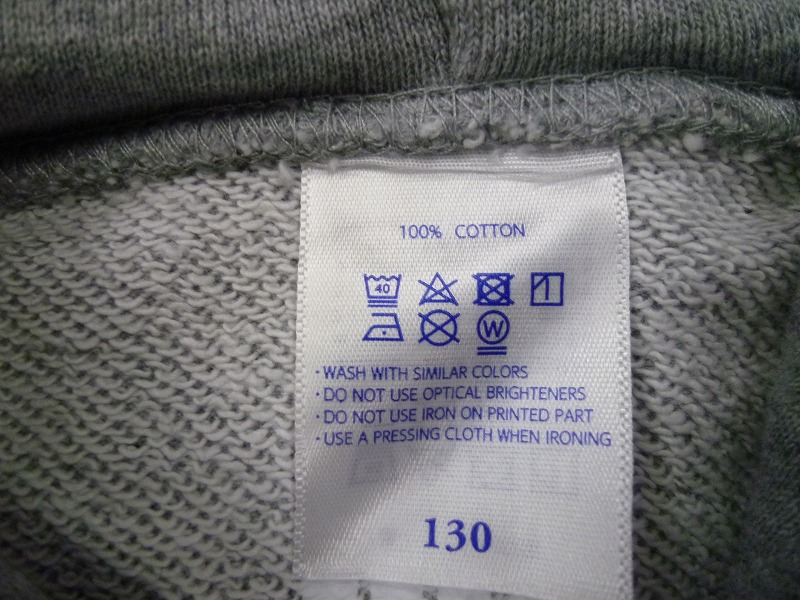 100% COTTON
40
W
· WASH WITH SIMILAR COLORS
· DO NOT USE OPTICAL BRIGHTENERS
· DO NOT USE IRON ON PRINTED PART
· USE A PRESSING CLOTH WHEN IRONING
130